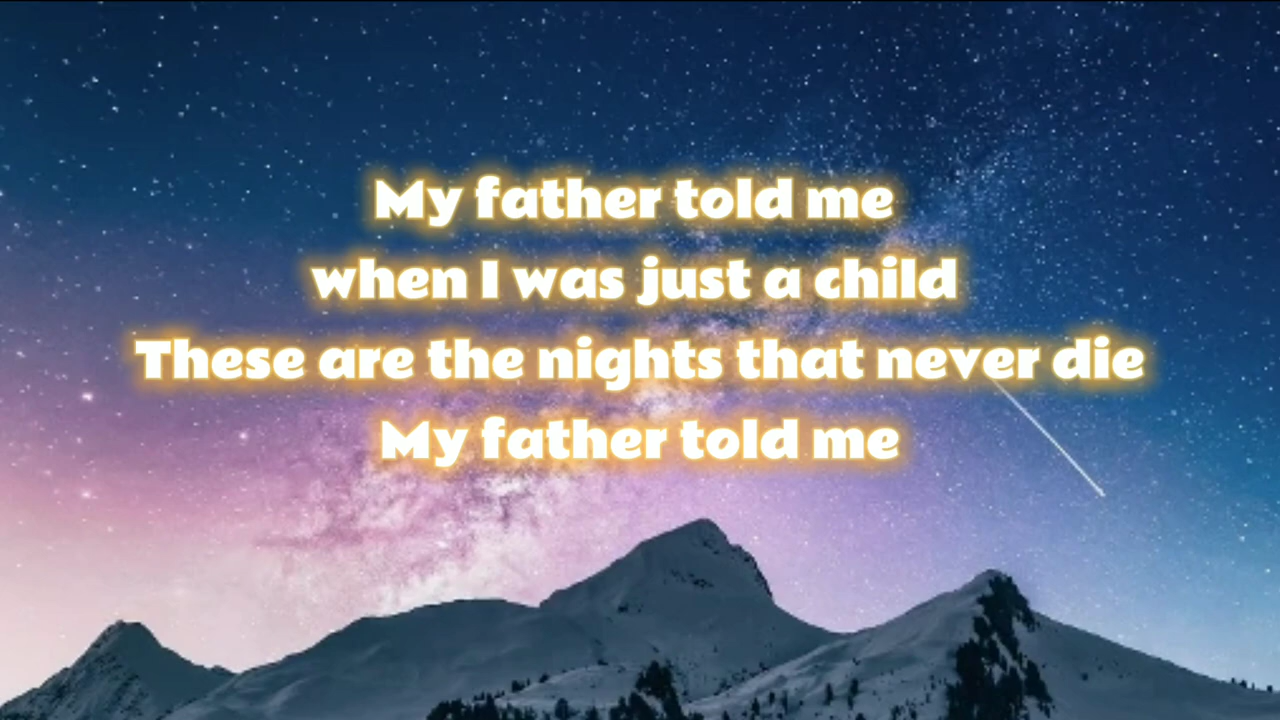 My father told me
when I was just a child
These are the nights that never die
My father told me